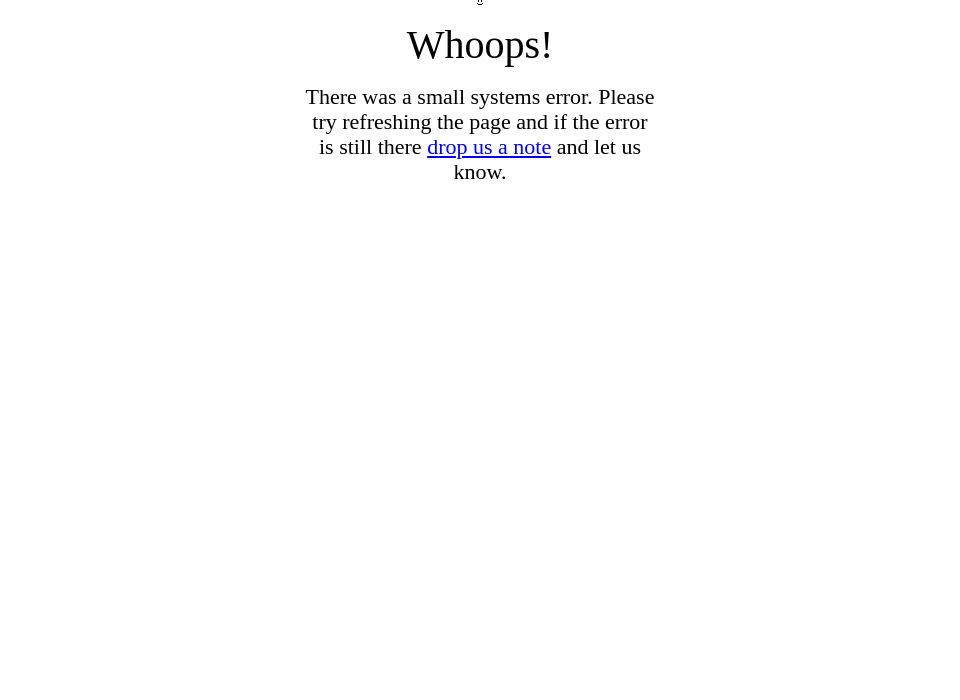 Whoops!
There was a small systems error. Please
try refreshing the page and if the error
is still there drop us a note and let us
know.